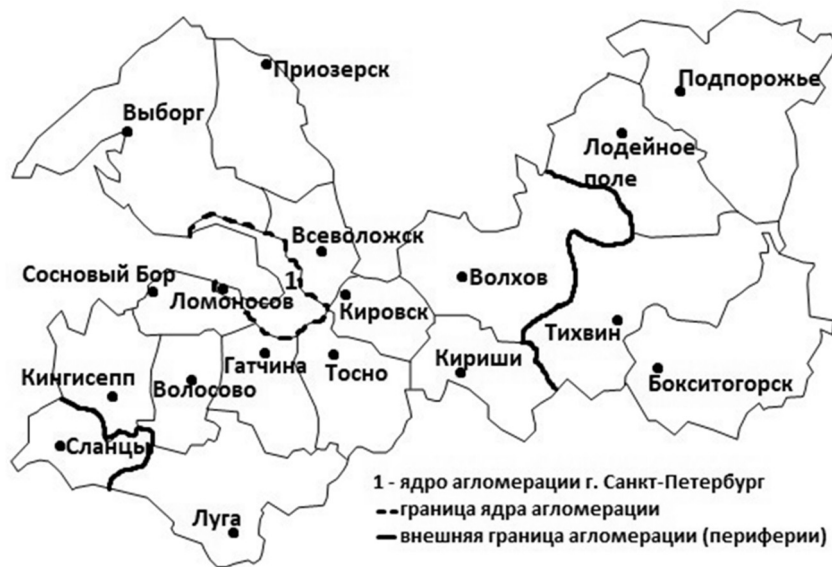 Приозерск
Подпорожье
Выборг
Лодейное
поле
Всеволожск
1
Сосновый Бор
Ломоносов
Волхов
Кировск
Тихвин
Гатчина
Тосно
Кириши
Кингисепп
Волосово
Бокситогорск
Сланцы
Луга
1 - ядро агломерации г. Санкт-Петербург
граница ядра агломерации
внешняя граница агломерации (периферии)